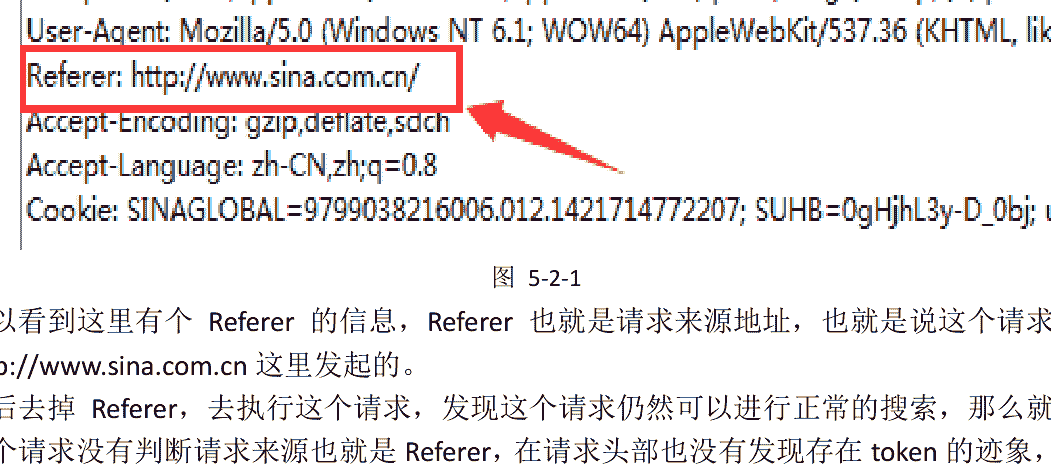 User-Agent: Mozilla/5.0 (Windows NT 6.1; WOW64) AppleWebKit/537.36 (KHTML, lik
Referer: http://www.sina.com.cn/
Accept-Encoding: gzip,deflate,sdch
Accept-Language: zh-CN,zh;q=0.8
Cookie: SINAGLOBAL=9799038216006.012.1421714772207; SUHB=0gHjhL3y-D_0bj; u
图 5-2-1
以看到这里有个 Referer 的信息，Referer 也就是请求来源地址，也就是说这个请求
p://www.sina.com.cn 这里发起的。
后去掉 Referer，去执行这个请求，发现这个请求仍然可以进行正常的搜索，那么就
个请求没有判断请求来源也就是 Referer，在请求头部也没有发现存在 token 的迹象，